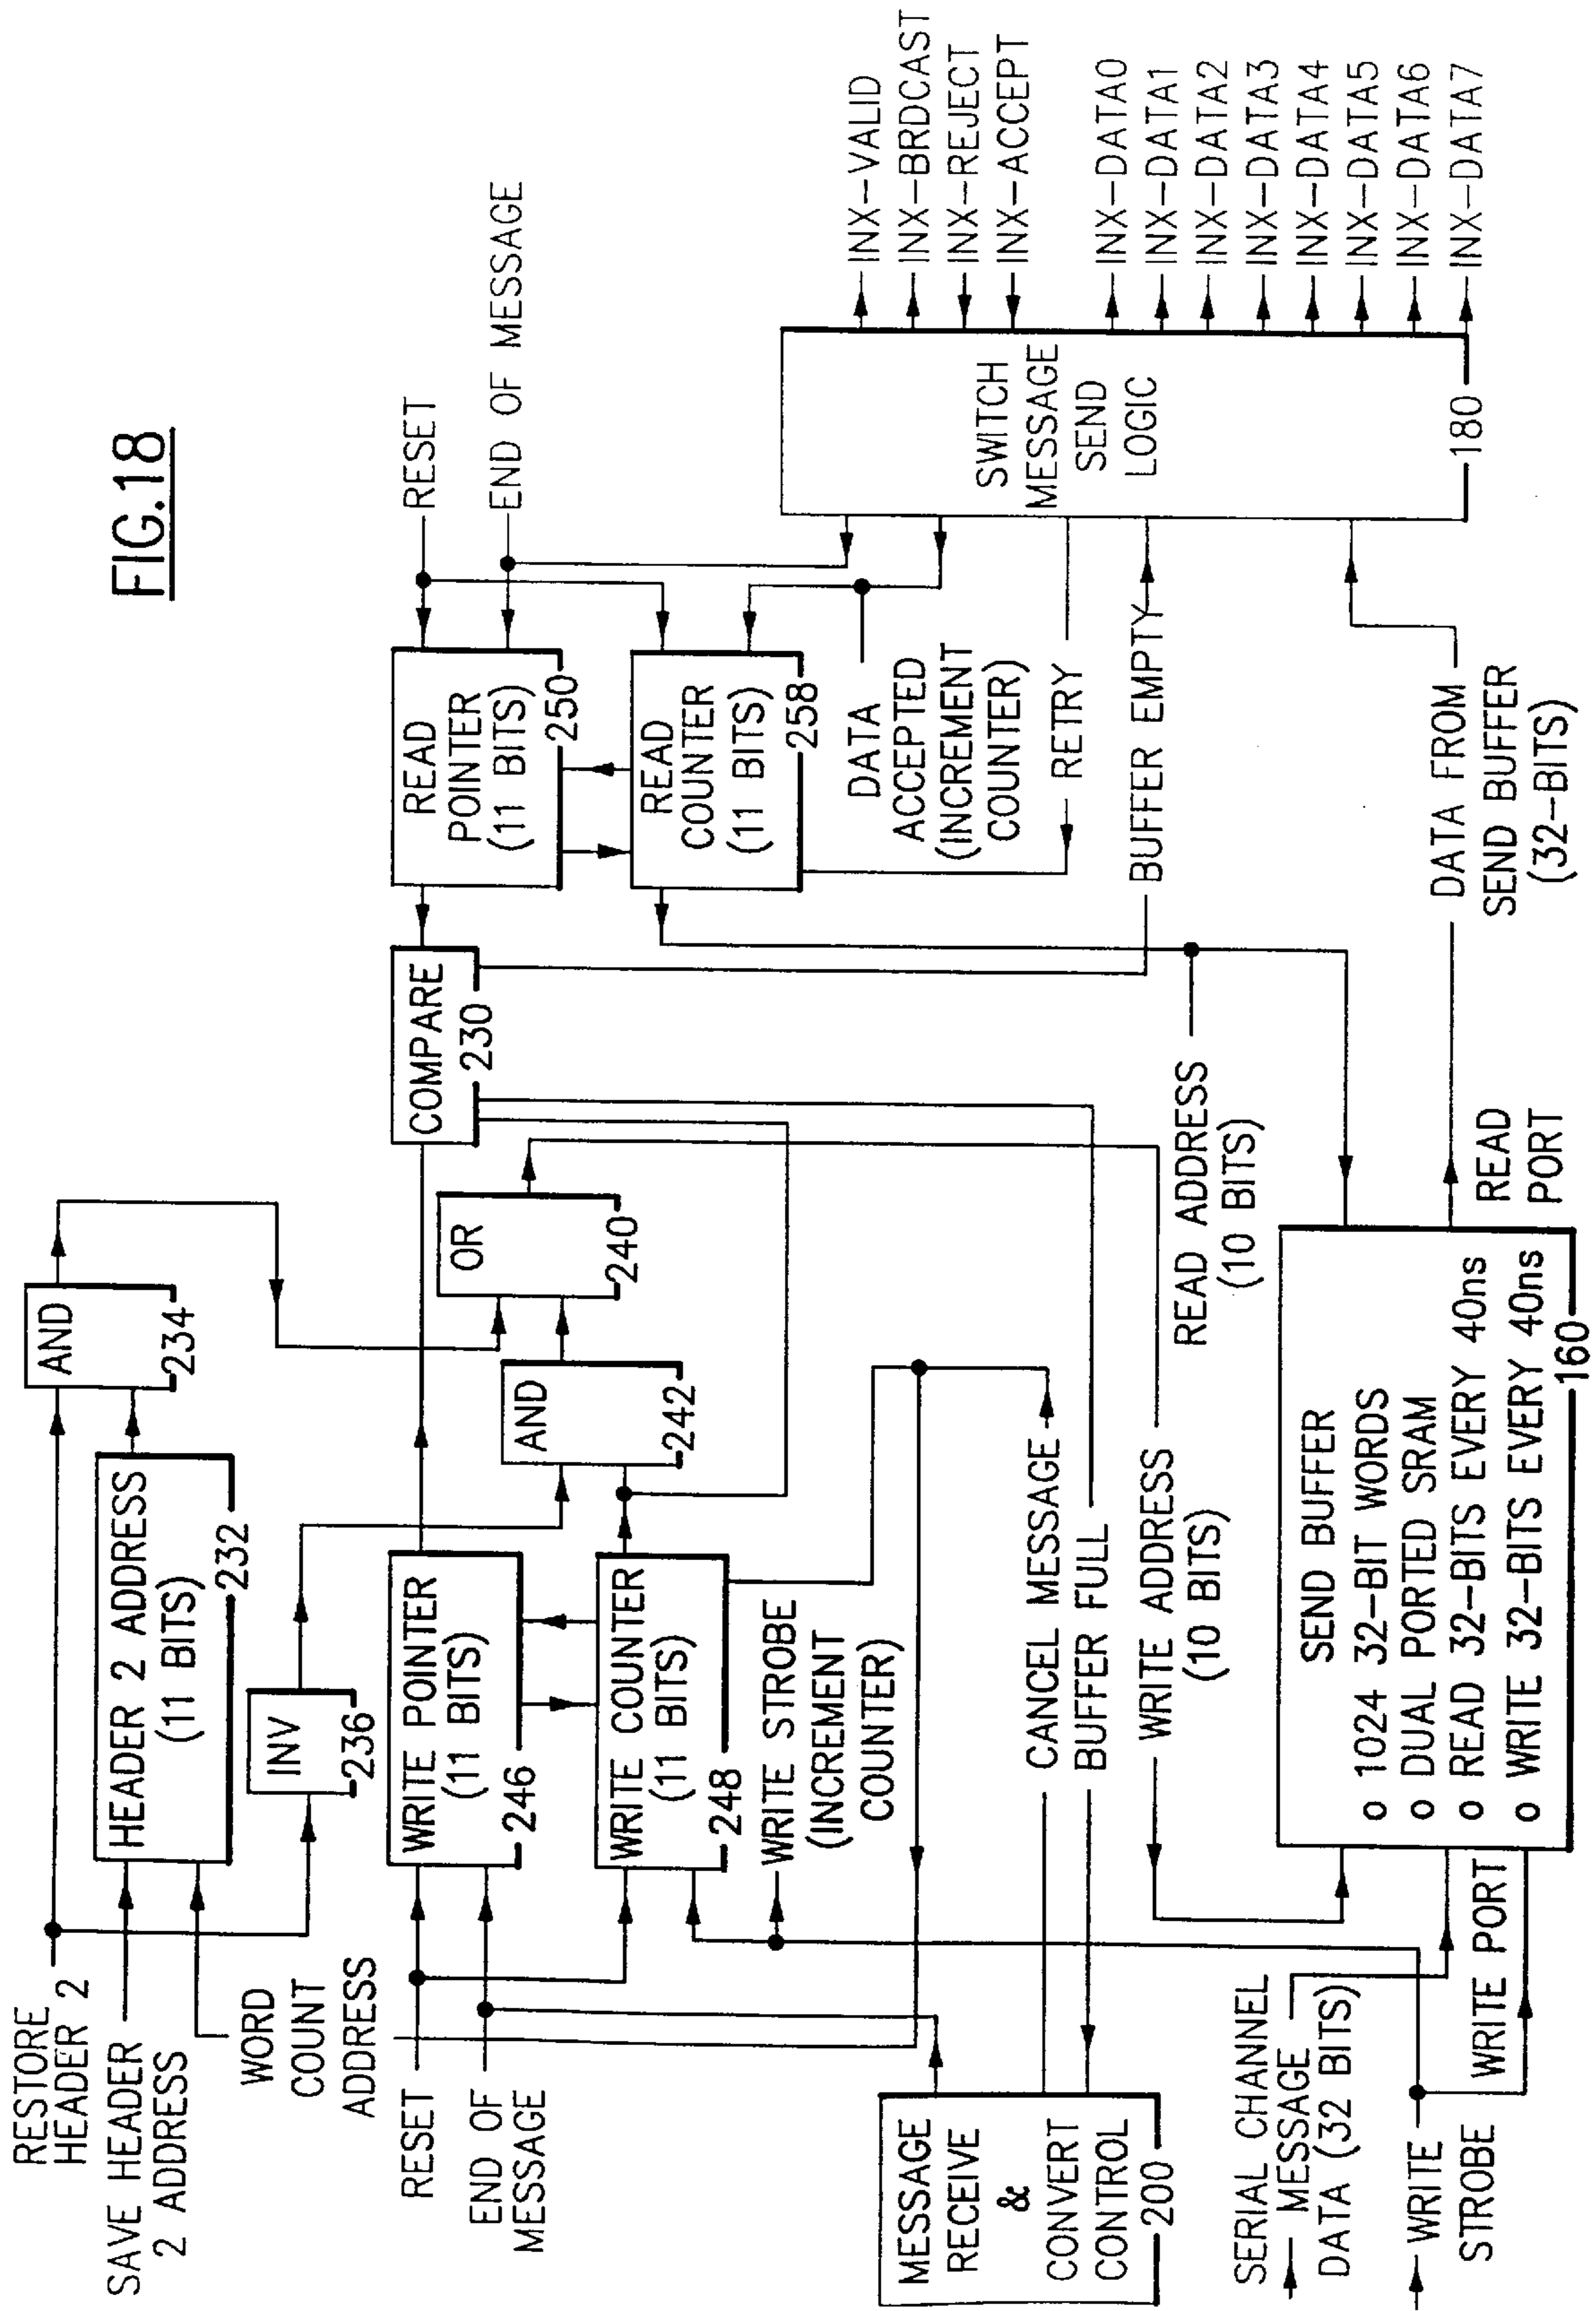 FIG.18
RESTORE
HEADER 2
SAVE HEADER
2 ADDRESS
WORD
COUNT
ADDRESS
HEADER 2 ADDRESS
(11 BITS)
232
AND
234
INV
236
RESET
END OF
MESSAGE
WRITE POINTER
(11 BITS)
246
WRITE COUNTER
(11 BITS)
248
WRITE STROBE
(INCREMENT
COUNTER)
AND
242
OR
240
COMPARE
230
READ
POINTER
(11 BITS)
250
READ
COUNTER
(11 BITS)
258
RESET
END OF MESSAGE
DATA
ACCEPTED
(INCREMENT
COUNTER)
RETRY
BUFFER EMPTY
SWITCH
MESSAGE
SEND
LOGIC
180
INX-VALID
INX-BRDCAST
INX-REJECT
INX-ACCEPT
INX-DATA0
INX-DATA1
INX-DATA2
INX-DATA3
INX-DATA4
INX-DATA5
INX-DATA6
INX-DATA7
MESSAGE
RECEIVE
&
CONVERT
CONTROL
200
CANCEL MESSAGE
BUFFER FULL
WRITE ADDRESS
(10 BITS)
READ ADDRESS
(10 BITS)
SERIAL CHANNEL
MESSAGE
DATA (32 BITS)
WRITE
STROBE
WRITE PORT
SEND BUFFER
o 1024 32-BIT WORDS
o DUAL PORTED SRAM
o READ 32-BITS EVERY 40ns
o WRITE 32-BITS EVERY 40ns
160
READ
PORT
DATA FROM
SEND BUFFER
(32-BITS)